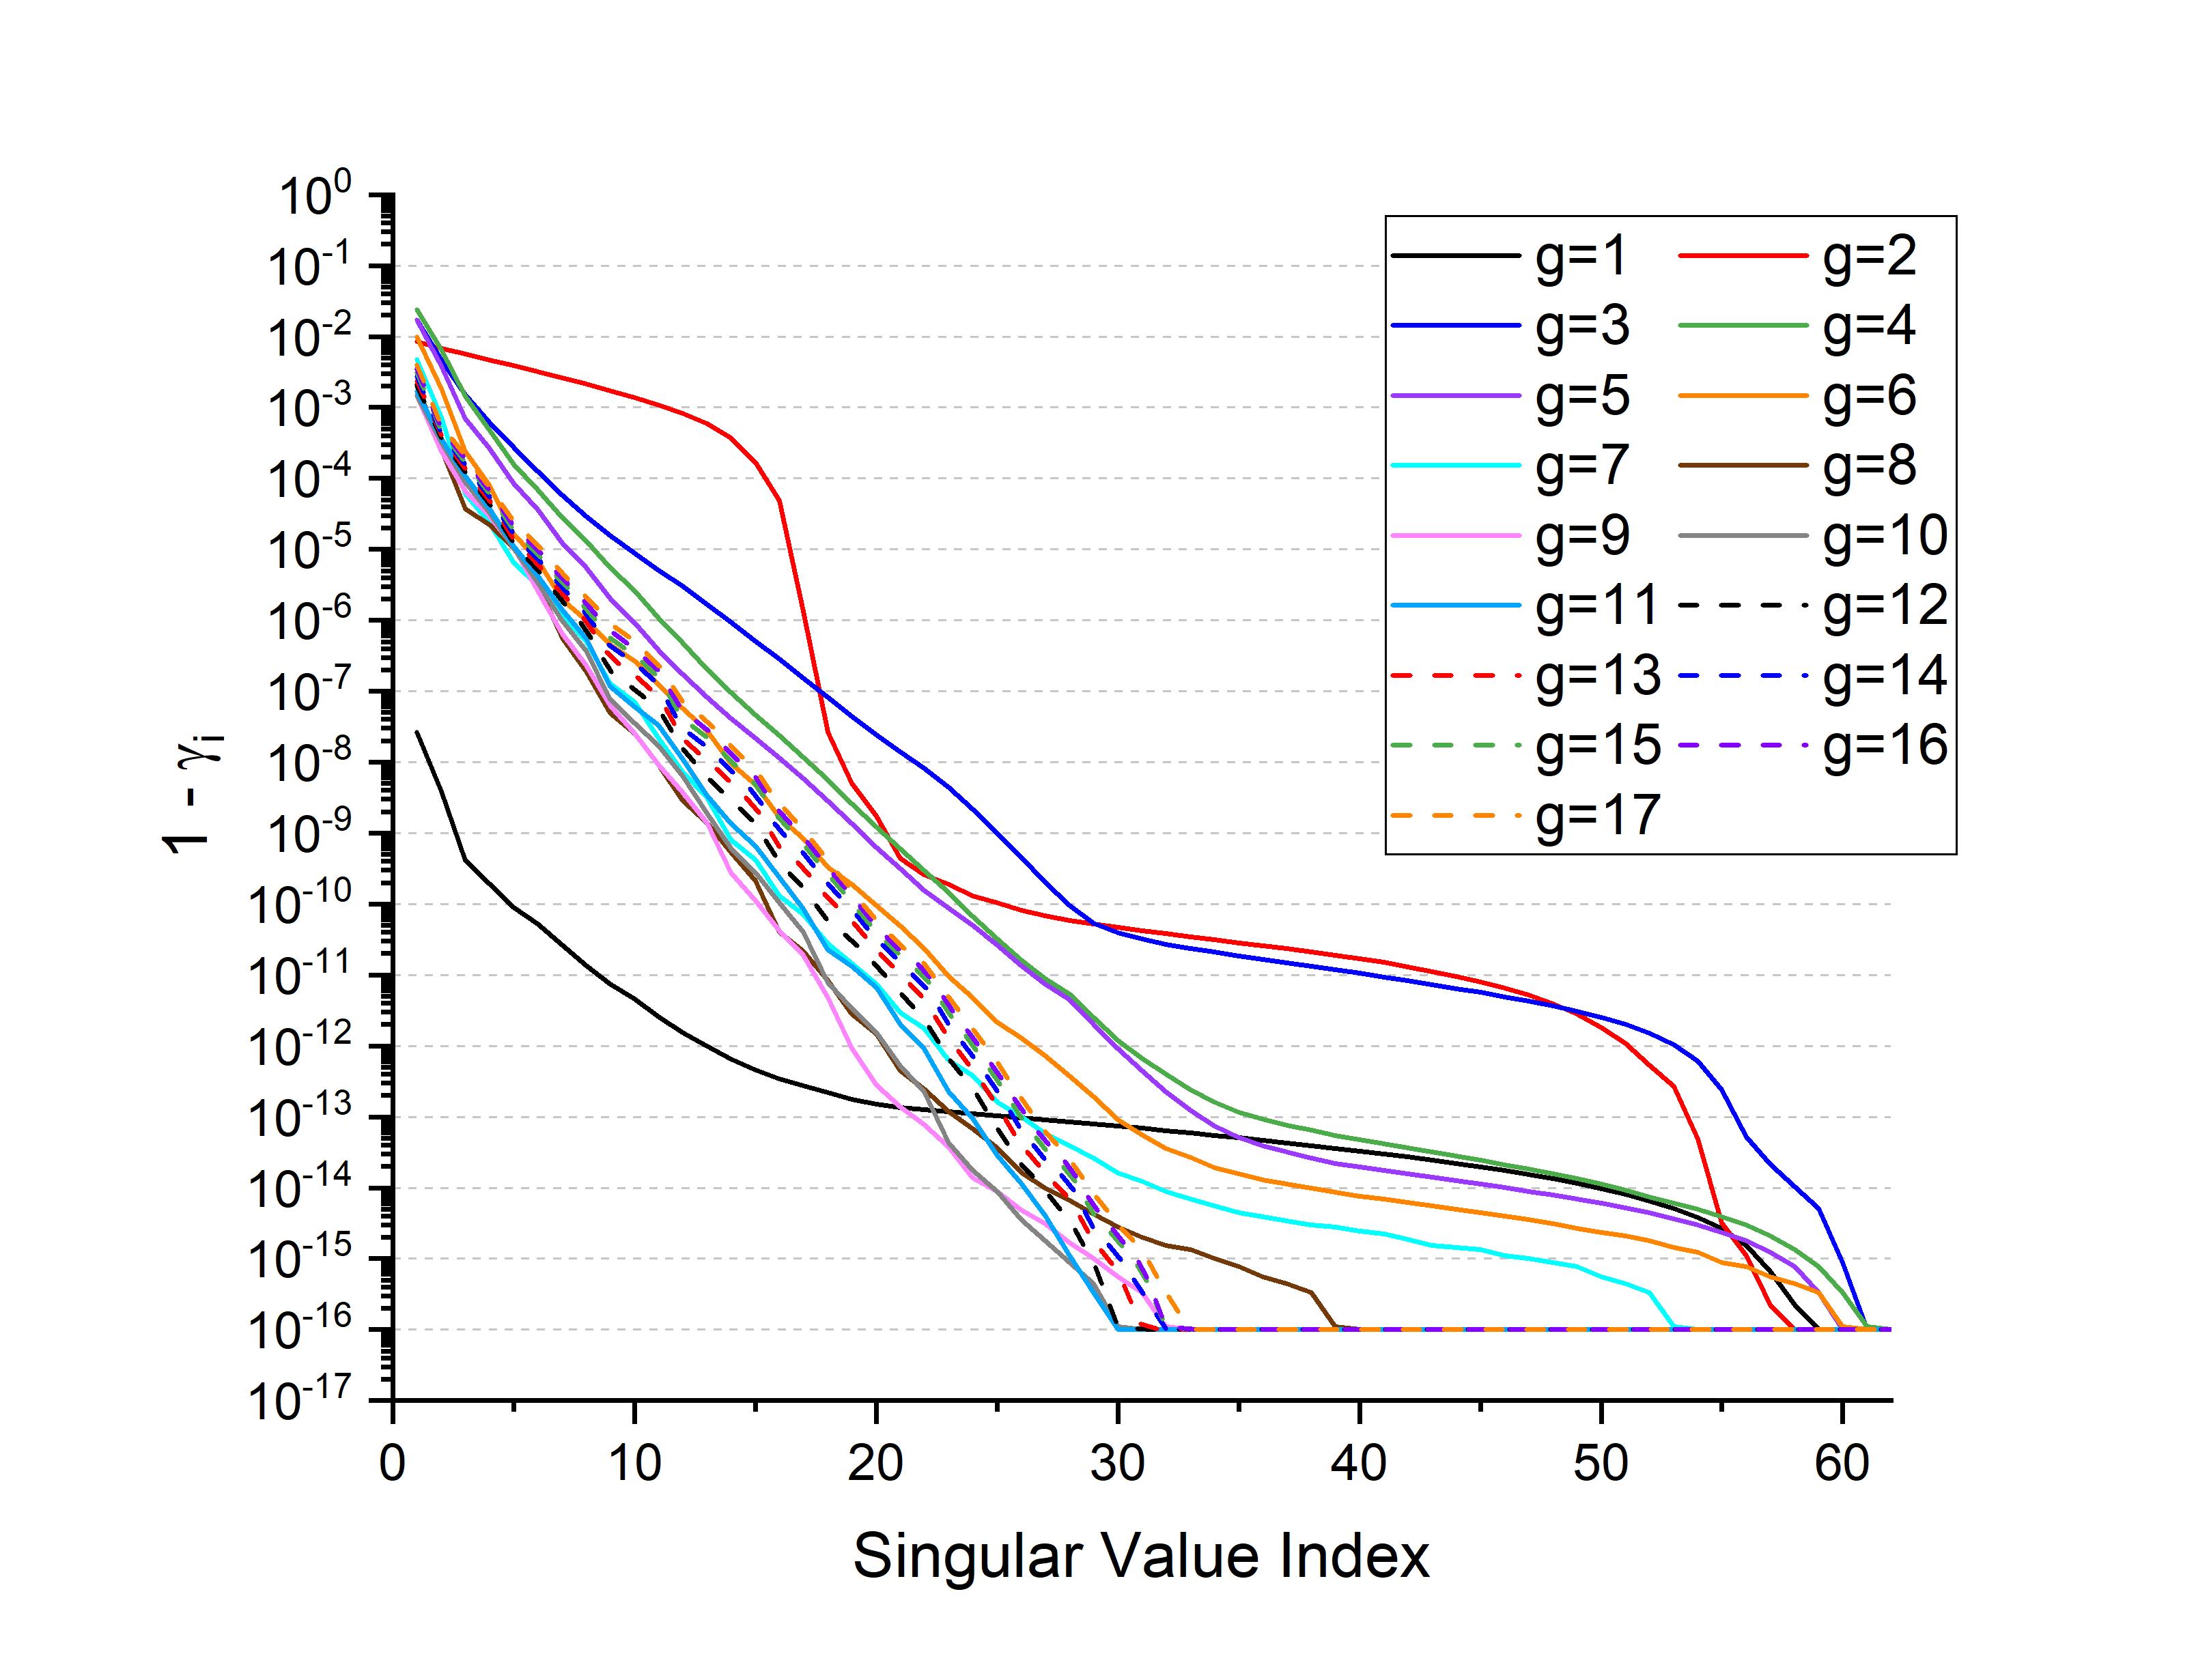 10⁰
10⁻¹
10⁻²
10⁻³
10⁻⁴
10⁻⁵
10⁻⁶
10⁻⁷
10⁻⁸
10⁻⁹
10⁻¹⁰
10⁻¹¹
10⁻¹²
10⁻¹³
10⁻¹⁴
10⁻¹⁵
10⁻¹⁶
10⁻¹⁷
1 - γᵢ
g=1 g=2
g=3 g=4
g=5 g=6
g=7 g=8
g=9 g=10
g=11 g=12
g=13 g=14
g=15 g=16
g=17
0 10 20 30 40 50 60
Singular Value Index